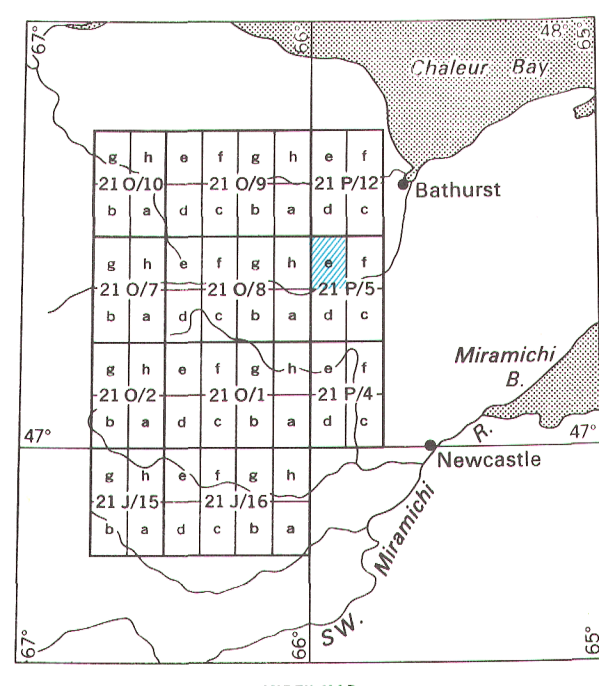 67° 66° 48 65°
Chaleur Bay
g h e f g h e f
21 O/10 21 O/9 21 P/12
Bathurst
b a d c b a d c
g h e f g h e f
21 O/7 21 O/8 21 P/5
b a d c b a d c
Miramichi
B.
g h e f g h e f
21 O/2 21 O/1 21 P/4
b a d c b a d c
R.
47° 47°
Newcastle
g h e f g h
21 J/15 21 J/16
b a d c b a
Miramichi
SW.
67° 66° 65°